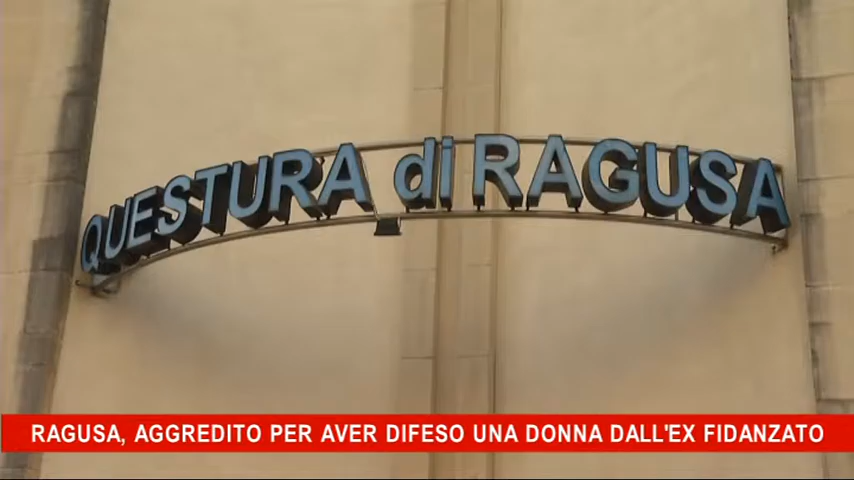 QUESTURA di RAGUSA
RAGUSA, AGGREDITO PER AVER DIFESO UNA DONNA DALL'EX FIDANZATO